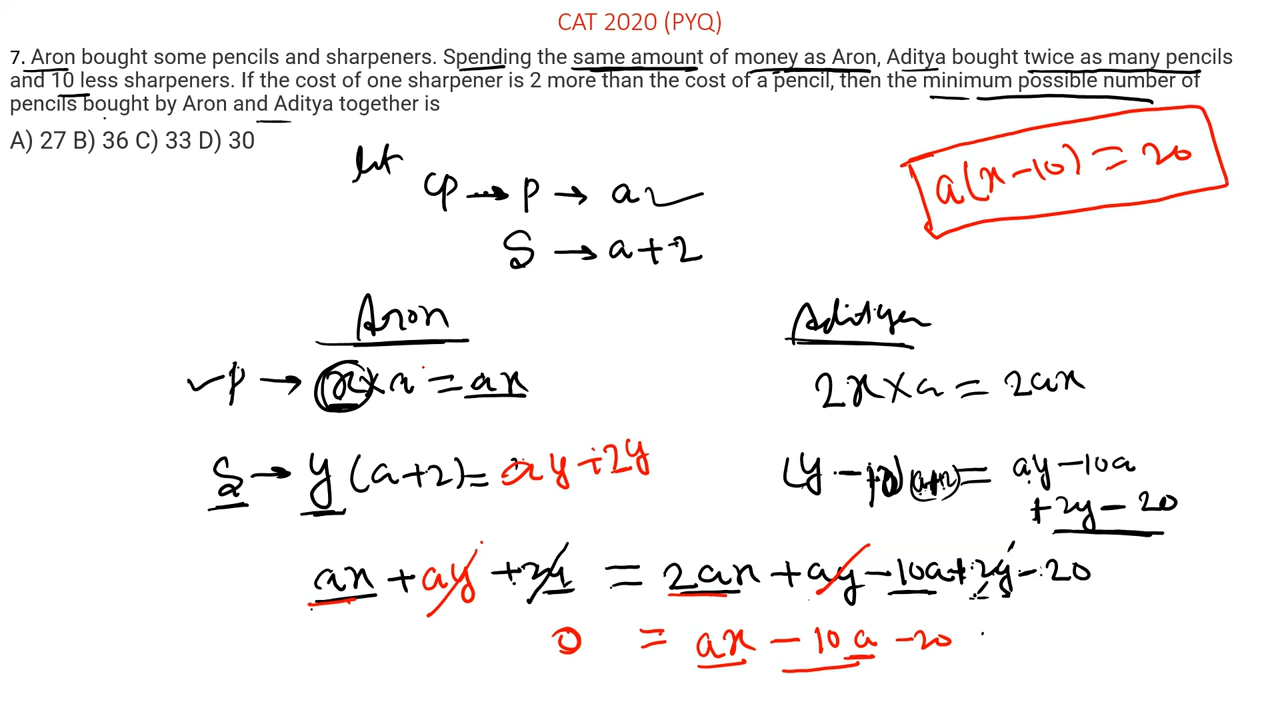 CAT 2020 (PYQ)
7. Aron bought some pencils and sharpeners. Spending the same amount of money as Aron, Aditya bought twice as many pencils
and 10 less sharpeners. If the cost of one sharpener is 2 more than the cost of a pencil, then the minimum possible number of
pencils bought by Aron and Aditya together is
A) 27 B) 36 C) 33 D) 30
a(x-10) = 20
let
CP → P → a
S → a+2
Aron
Aditya
P → x×a = ax
2x×a = 2ax
S → y(a+2) = ay+2y
(y-10)(a+2) = ay-10a
+2y-20
ax + ay + 2y = 2ax + ay - 10a + 2y - 20
0 = ax - 10a - 20